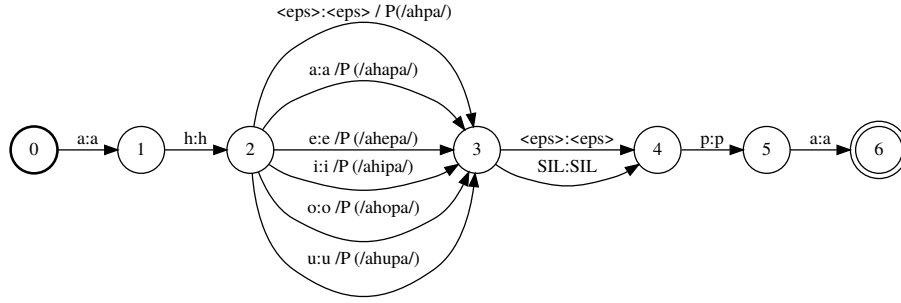 <eps>:<eps> / P(/ahpa/)
a:a /P (/ahapa/)
0
a:a
1
h:h
2
e:e /P (/ahepa/)
3
<eps>:<eps>
4
p:p
5
a:a
6
i:i /P (/ahipa/)
SIL:SIL
o:o /P (/ahopa/)
u:u /P (/ahupa/)